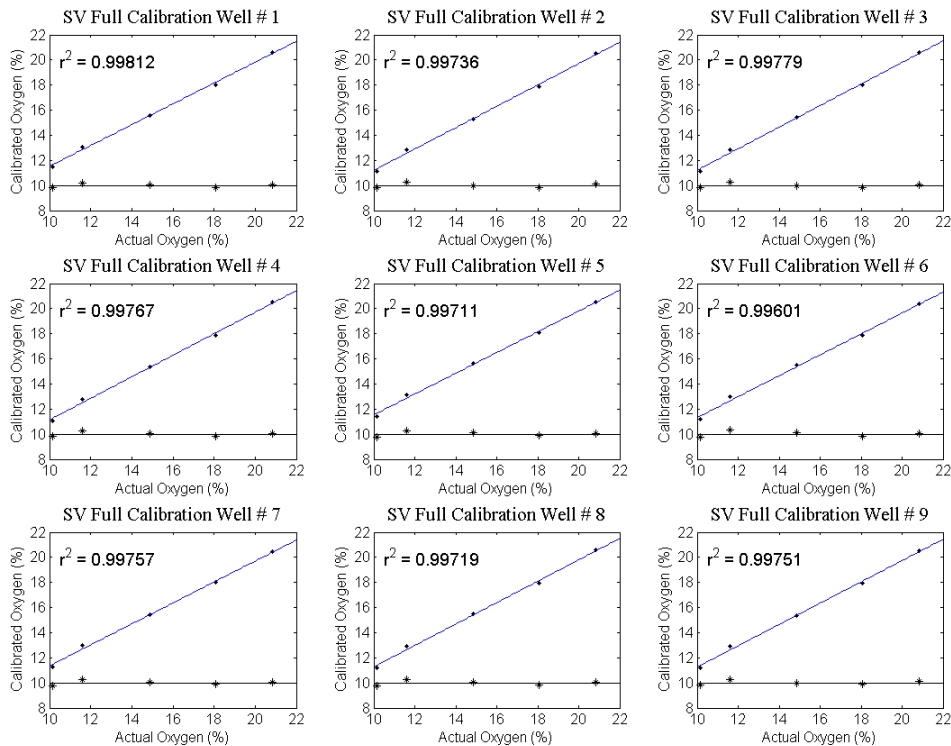 SV Full Calibration Well # 1
r² = 0.99812
Calibrated Oxygen (%)
22
20
18
16
14
12
10
8
10 12 14 16 18 20 22
Actual Oxygen (%)
SV Full Calibration Well # 2
r² = 0.99736
Calibrated Oxygen (%)
22
20
18
16
14
12
10
8
10 12 14 16 18 20 22
Actual Oxygen (%)
SV Full Calibration Well # 3
r² = 0.99779
Calibrated Oxygen (%)
22
20
18
16
14
12
10
8
10 12 14 16 18 20 22
Actual Oxygen (%)
SV Full Calibration Well # 4
r² = 0.99767
Calibrated Oxygen (%)
22
20
18
16
14
12
10
8
10 12 14 16 18 20 22
Actual Oxygen (%)
SV Full Calibration Well # 5
r² = 0.99711
Calibrated Oxygen (%)
22
20
18
16
14
12
10
8
10 12 14 16 18 20 22
Actual Oxygen (%)
SV Full Calibration Well # 6
r² = 0.99601
Calibrated Oxygen (%)
22
20
18
16
14
12
10
8
10 12 14 16 18 20 22
Actual Oxygen (%)
SV Full Calibration Well # 7
r² = 0.99757
Calibrated Oxygen (%)
22
20
18
16
14
12
10
8
10 12 14 16 18 20 22
Actual Oxygen (%)
SV Full Calibration Well # 8
r² = 0.99719
Calibrated Oxygen (%)
22
20
18
16
14
12
10
8
10 12 14 16 18 20 22
Actual Oxygen (%)
SV Full Calibration Well # 9
r² = 0.99751
Calibrated Oxygen (%)
22
20
18
16
14
12
10
8
10 12 14 16 18 20 22
Actual Oxygen (%)